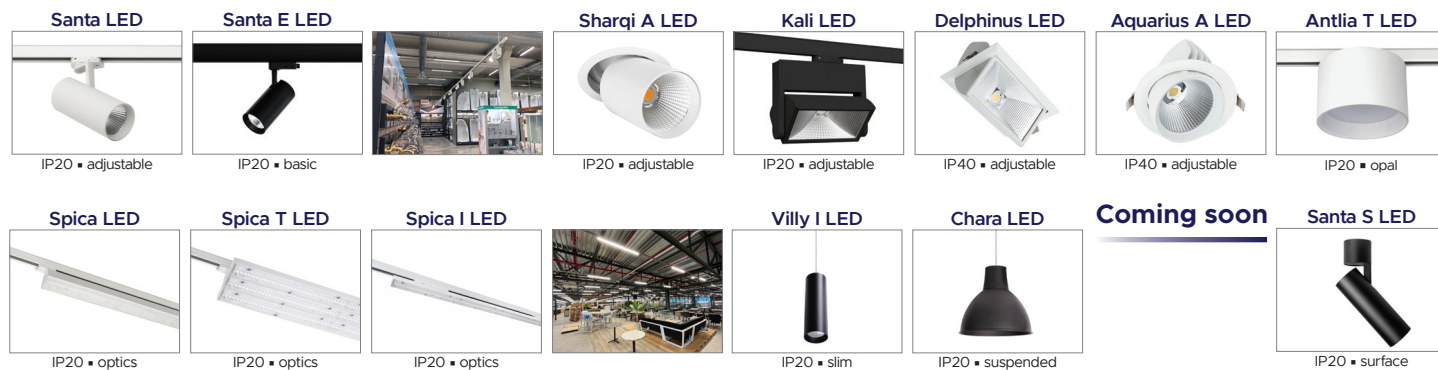 Santa LED
Santa E LED
Sharqi A LED
Kali LED
Delphinus LED
Aquarius A LED
Antlia T LED
IP20 ▪ adjustable
IP20 ▪ basic
IP20 ▪ adjustable
IP20 ▪ adjustable
IP40 ▪ adjustable
IP40 ▪ adjustable
IP20 ▪ opal
Spica LED
Spica T LED
Spica I LED
Villy I LED
Chara LED
Coming soon
Santa S LED
IP20 ▪ optics
IP20 ▪ optics
IP20 ▪ optics
IP20 ▪ slim
IP20 ▪ suspended
IP20 ▪ surface